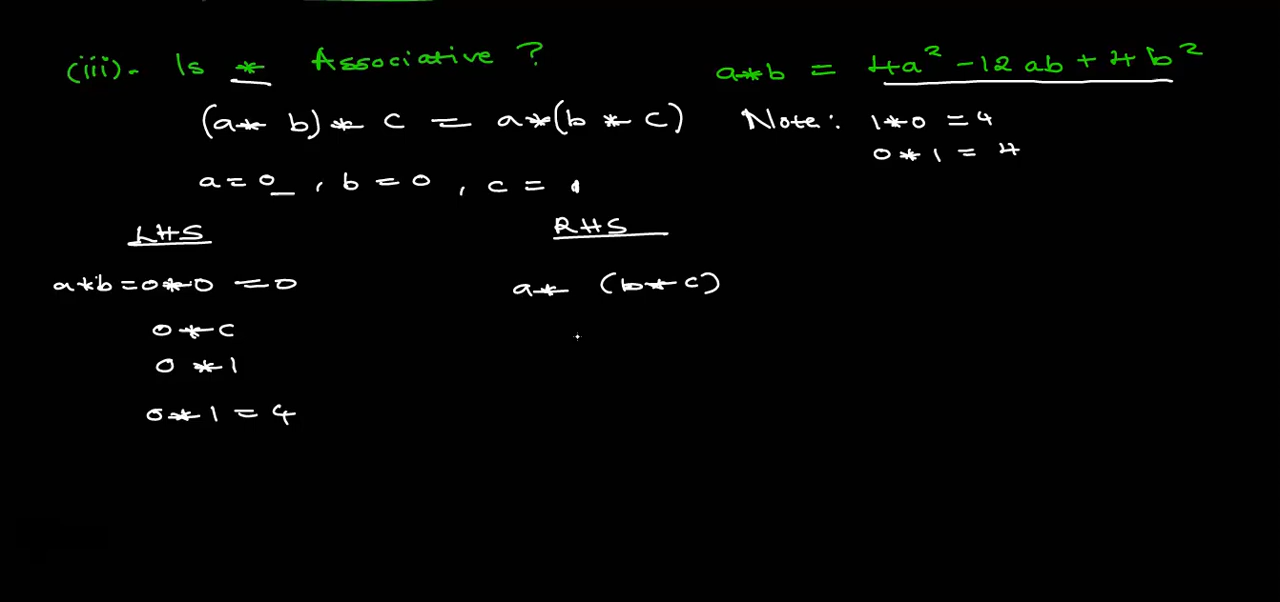 (iii). Is * Associative ?
a*b = 4a² -12ab + 4b²
(a* b)* c = a*(b * c)
Note: 1*0 = 4
0*1 = 4
a = 0 , b = 0 , c = 1
LHS
RHS
a*b = 0*0 = 0
a* (b*c)
0*c
0 *1
0*1 = 4